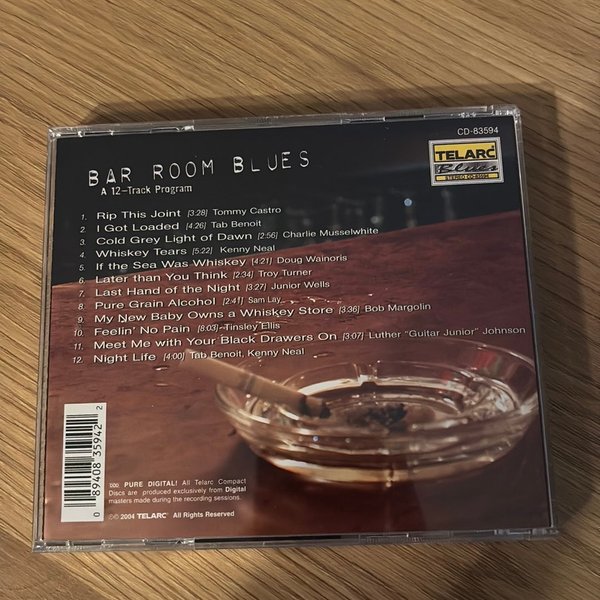 CD-83594
TELARC
Blues
STEREO CD-83594
BAR ROOM BLUES
A 12-Track Program
1. Rip This Joint [3:28] Tommy Castro
2. I Got Loaded [4:26] Tab Benoit
3. Cold Grey Light of Dawn [2:56] Charlie Musselwhite
4. Whiskey Tears [5:22] Kenny Neal
5. If the Sea Was Whiskey [4:21] Doug Wainoris
6. Later than You Think [2:34] Troy Turner
7. Last Hand of the Night [3:27] Junior Wells
8. Pure Grain Alcohol [2:41] Sam Lay
9. My New Baby Owns a Whiskey Store [3:36] Bob Margolin
10. Feelin' No Pain [8:03] Tinsley Ellis
11. Meet Me with Your Black Drawers On [3:07] Luther "Guitar Junior" Johnson
12. Night Life [4:00] Tab Benoit, Kenny Neal
0 89408 35942 2
PURE DIGITAL! All Telarc Compact
Discs are produced exclusively from Digital
masters made during the recording sessions.
℗© 2004 TELARC® All Rights Reserved